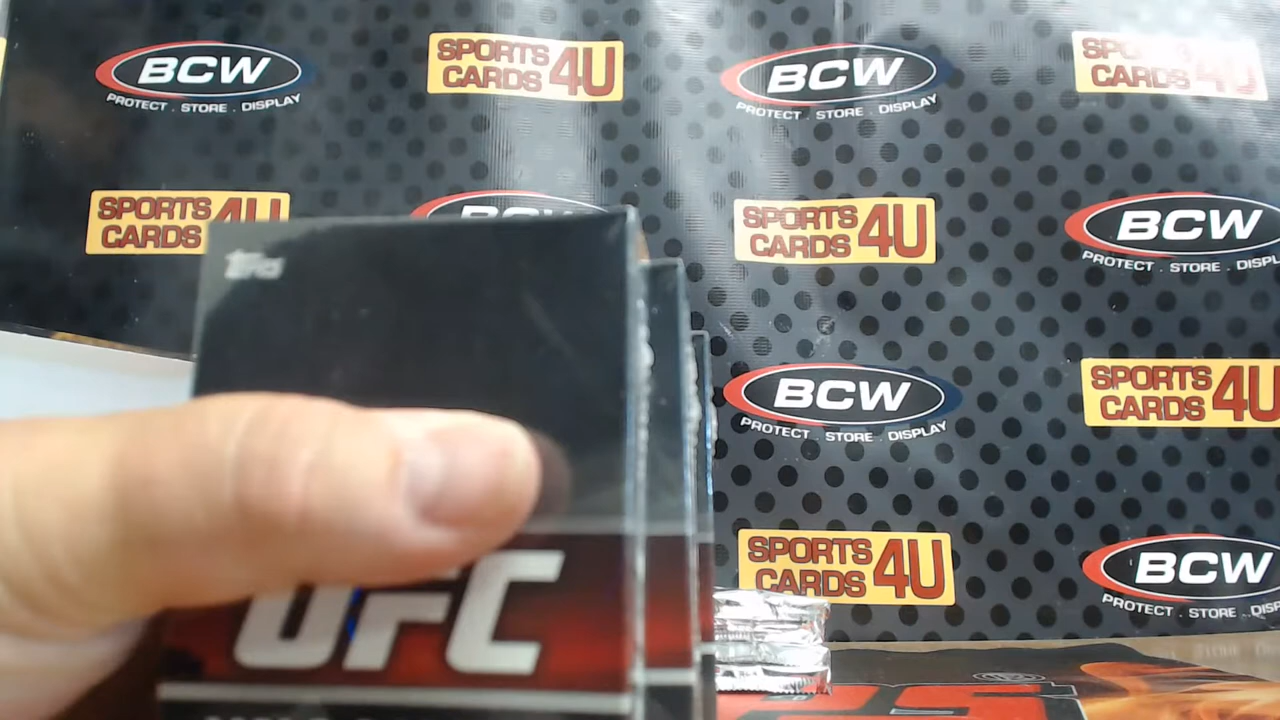 BCW
PROTECT . STORE . DISPLAY
SPORTS
CARDS 4U
BCW
PROTECT . STORE . DISPLAY
SPORTS
CARDS 4U
SPORTS
CARDS 4U
BCW
SPORTS
CARDS 4U
BCW
PROTECT . STORE . DISPL
TOPPS
BCW
PROTECT . STORE . DISPLAY
SPORTS
CARDS 4U
UFC
SPORTS
CARDS 4U
BCW
PROTECT . STORE . DISPLAY